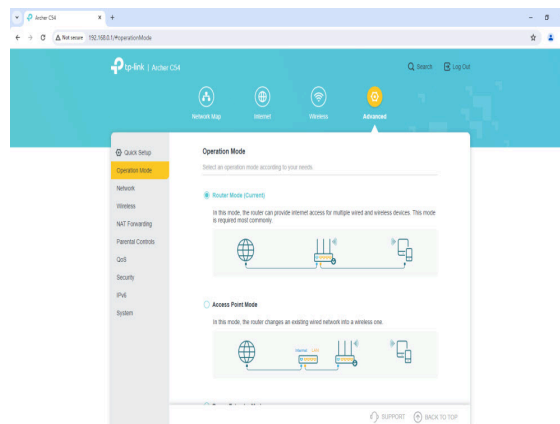 Archer C54
Not secure 192.168.0.1/#operationMode
tp-link | Archer C54
Search Log Out
Network Map Internet Wireless Advanced
Quick Setup
Operation Mode
Network
Wireless
NAT Forwarding
Parental Controls
QoS
Security
IPv6
System
Operation Mode
Select an operation mode according to your needs.
Router Mode (Current)
In this mode, the router can provide internet access for multiple wired and wireless devices. This mode
is required most commonly.
Access Point Mode
In this mode, the router changes an existing wired network into a wireless one.
Internet LAN
SUPPORT BACK TO TOP